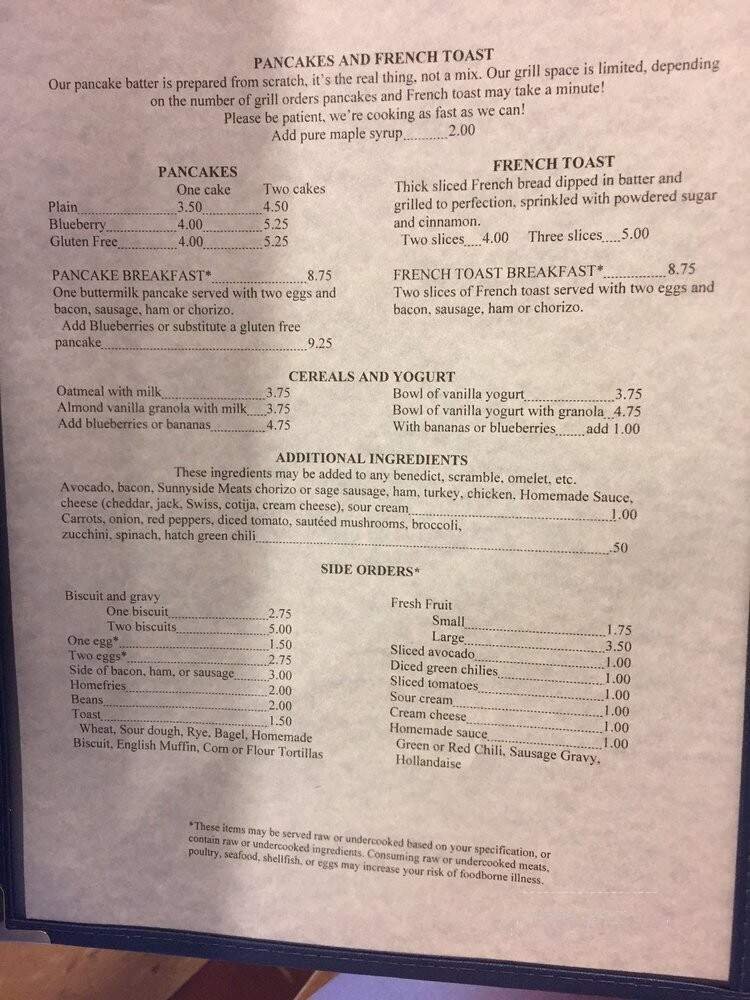 PANCAKES AND FRENCH TOAST
Our pancake batter is prepared from scratch, it's the real thing, not a mix. Our grill space is limited, depending
on the number of grill orders pancakes and French toast may take a minute!
Please be patient, we're cooking as fast as we can!
Add pure maple syrup 2.00
PANCAKES
One cake Two cakes
Plain 3.50 4.50
Blueberry 4.00 5.25
Gluten Free 4.00 5.25
PANCAKE BREAKFAST* 8.75
One buttermilk pancake served with two eggs and
bacon, sausage, ham or chorizo.
Add Blueberries or substitute a gluten free
pancake 9.25
FRENCH TOAST
Thick sliced French bread dipped in batter and
grilled to perfection, sprinkled with powdered sugar
and cinnamon.
Two slices 4.00 Three slices 5.00
FRENCH TOAST BREAKFAST* 8.75
Two slices of French toast served with two eggs and
bacon, sausage, ham or chorizo.
CEREALS AND YOGURT
Oatmeal with milk 3.75
Almond vanilla granola with milk 3.75
Add blueberries or bananas 4.75
Bowl of vanilla yogurt 3.75
Bowl of vanilla yogurt with granola 4.75
With bananas or blueberries add 1.00
ADDITIONAL INGREDIENTS
These ingredients may be added to any benedict, scramble, omelet, etc.
Avocado, bacon, Sunnyside Meats chorizo or sage sausage, ham, turkey, chicken, Homemade Sauce,
cheese (cheddar, jack, Swiss, cotija, cream cheese), sour cream 1.00
Carrots, onion, red peppers, diced tomato, sautéed mushrooms, broccoli,
zucchini, spinach, hatch green chili .50
SIDE ORDERS*
Biscuit and gravy
One biscuit 2.75
Two biscuits 5.00
One egg* 1.50
Two eggs* 2.75
Side of bacon, ham, or sausage 3.00
Homefries 2.00
Beans 2.00
Toast 1.50
Wheat, Sour dough, Rye, Bagel, Homemade
Biscuit, English Muffin, Corn or Flour Tortillas
Fresh Fruit
Small 1.75
Large 3.50
Sliced avocado 1.00
Diced green chilies 1.00
Sliced tomatoes 1.00
Sour cream 1.00
Cream cheese 1.00
Homemade sauce 1.00
Green or Red Chili, Sausage Gravy,
Hollandaise
*These items may be served raw or undercooked based on your specification, or
contain raw or undercooked ingredients. Consuming raw or undercooked meats,
poultry, seafood, shellfish, or eggs may increase your risk of foodborne illness.